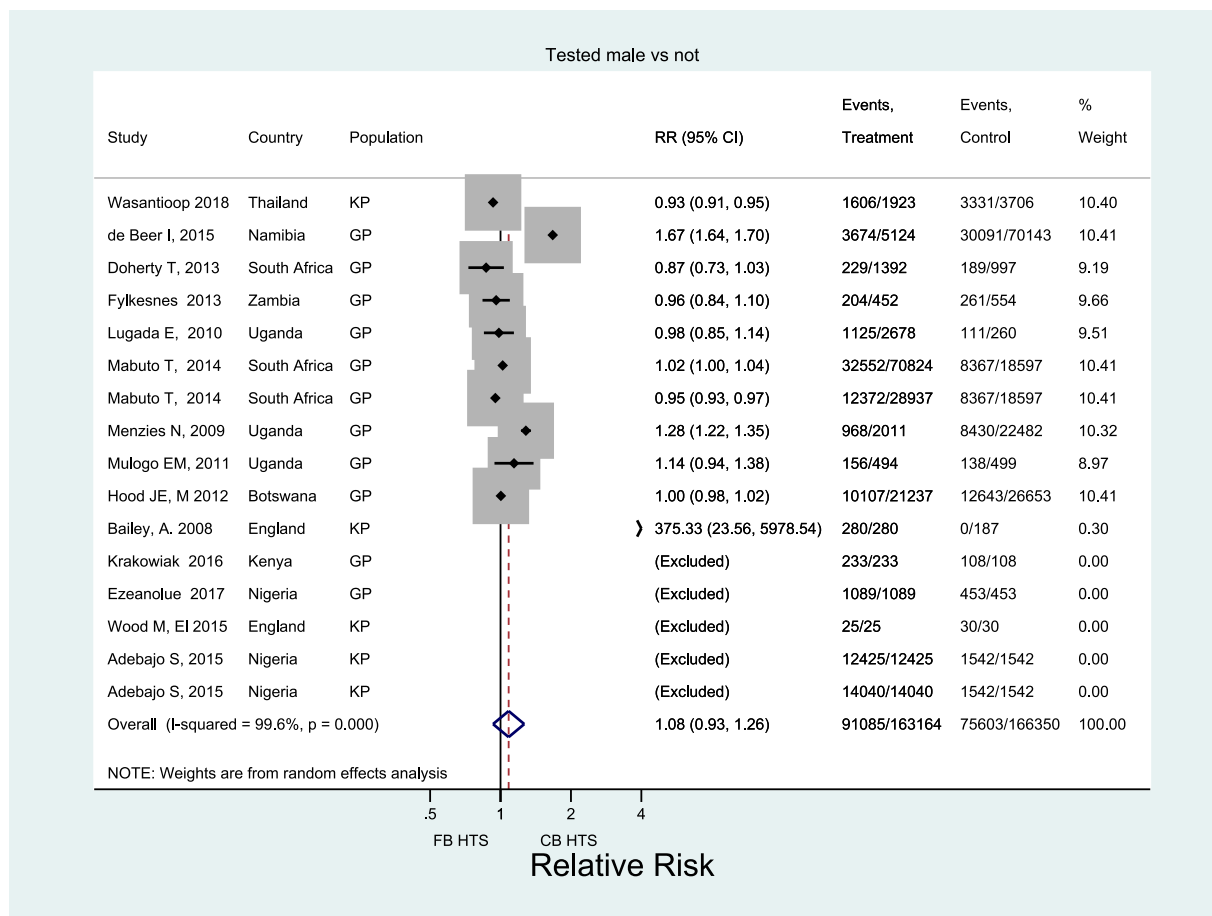 Tested male vs not
Events, Events, %
Study Country Population RR (95% CI) Treatment Control Weight
Wasantioop 2018 Thailand KP 0.93 (0.91, 0.95) 1606/1923 3331/3706 10.40
de Beer I, 2015 Namibia GP 1.67 (1.64, 1.70) 3674/5124 30091/70143 10.41
Doherty T, 2013 South Africa GP 0.87 (0.73, 1.03) 229/1392 189/997 9.19
Fylkesnes 2013 Zambia GP 0.96 (0.84, 1.10) 204/452 261/554 9.66
Lugada E, 2010 Uganda GP 0.98 (0.85, 1.14) 1125/2678 111/260 9.51
Mabuto T, 2014 South Africa GP 1.02 (1.00, 1.04) 32552/70824 8367/18597 10.41
Mabuto T, 2014 South Africa GP 0.95 (0.93, 0.97) 12372/28937 8367/18597 10.41
Menzies N, 2009 Uganda GP 1.28 (1.22, 1.35) 968/2011 8430/22482 10.32
Mulogo EM, 2011 Uganda GP 1.14 (0.94, 1.38) 156/494 138/499 8.97
Hood JE, M 2012 Botswana GP 1.00 (0.98, 1.02) 10107/21237 12643/26653 10.41
Bailey, A. 2008 England KP 375.33 (23.56, 5978.54) 280/280 0/187 0.30
Krakowiak 2016 Kenya GP (Excluded) 233/233 108/108 0.00
Ezeanolue 2017 Nigeria GP (Excluded) 1089/1089 453/453 0.00
Wood M, El 2015 England KP (Excluded) 25/25 30/30 0.00
Adebajo S, 2015 Nigeria KP (Excluded) 12425/12425 1542/1542 0.00
Adebajo S, 2015 Nigeria KP (Excluded) 14040/14040 1542/1542 0.00
Overall (I-squared = 99.6%, p = 0.000) 1.08 (0.93, 1.26) 91085/163164 75603/166350 100.00
NOTE: Weights are from random effects analysis
.5 1 2 4
FB HTS CB HTS
Relative Risk